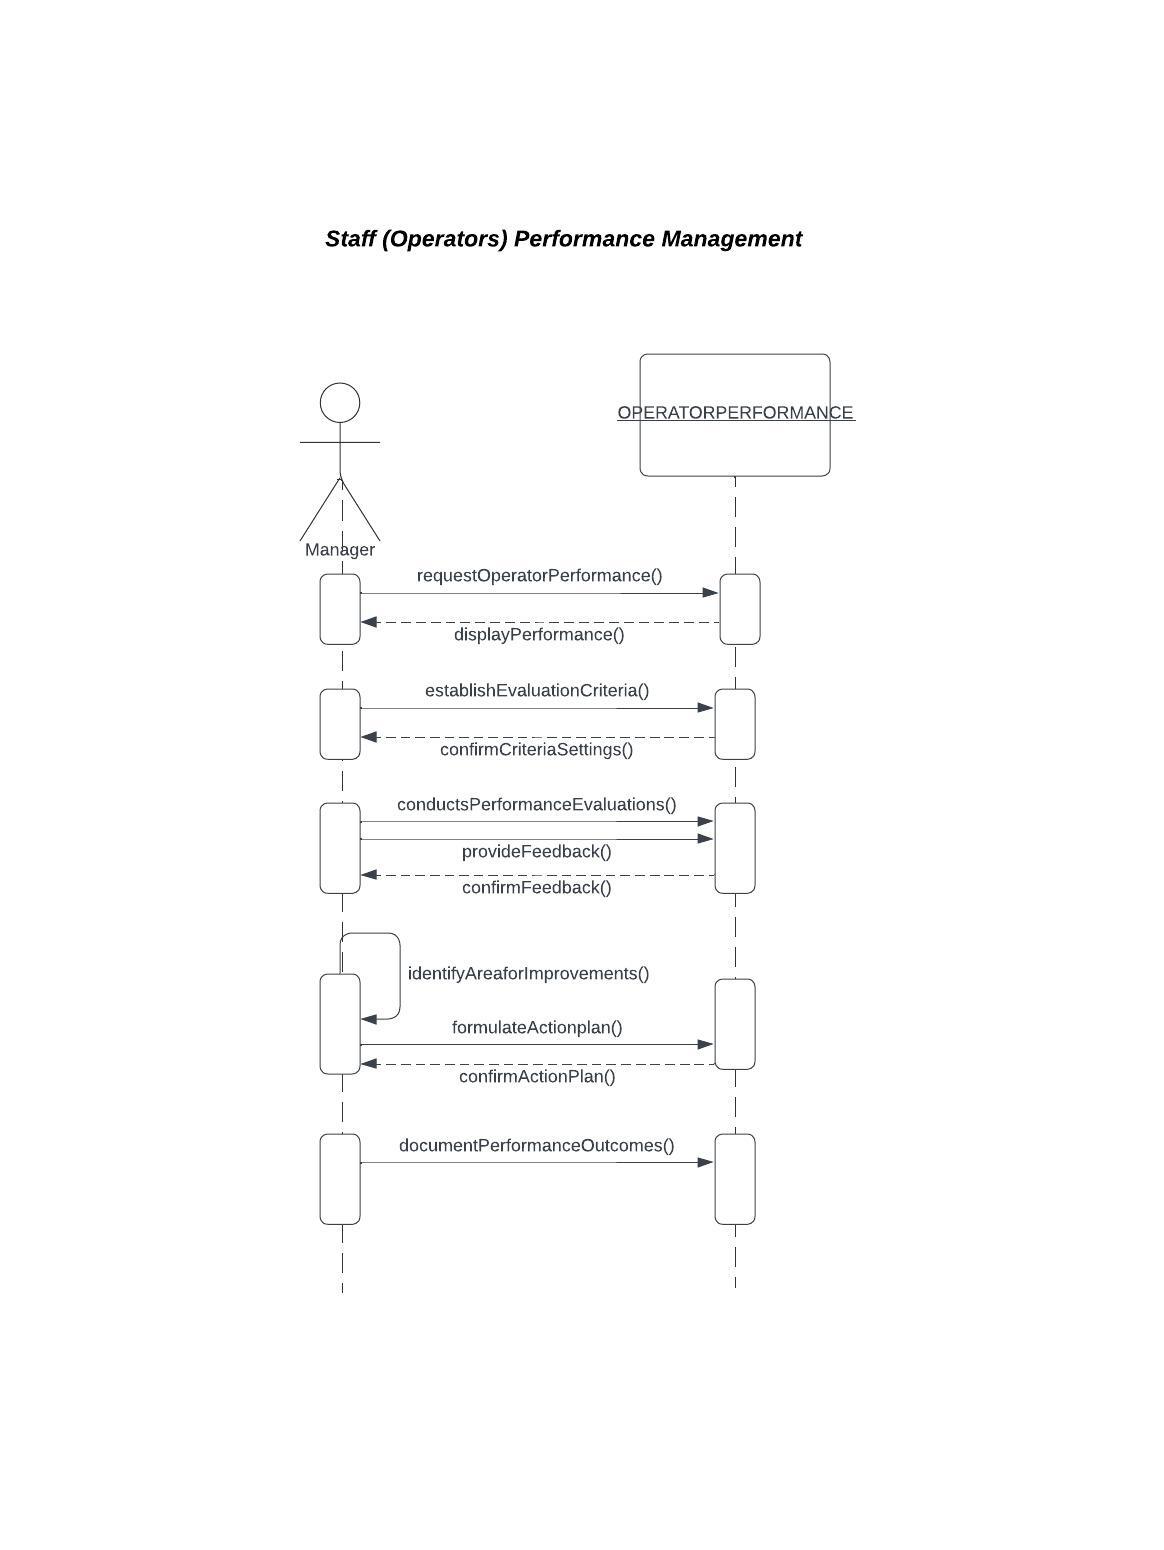 Staff (Operators) Performance Management
OPERATORPERFORMANCE
Manager
requestOperatorPerformance()
displayPerformance()
establishEvaluationCriteria()
confirmCriteriaSettings()
conductsPerformanceEvaluations()
provideFeedback()
confirmFeedback()
identifyAreaforImprovements()
formulateActionplan()
confirmActionPlan()
documentPerformanceOutcomes()